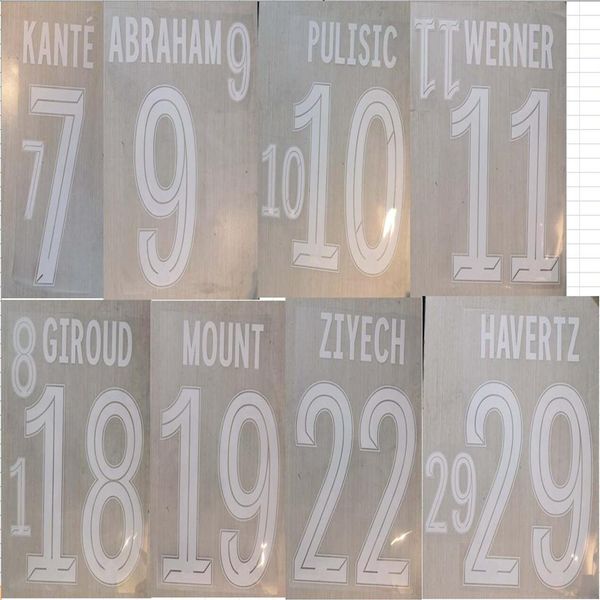 KANTÉ
7
7
ABRAHAM
9
9
PULISIC
10
10
WERNER
11
11
GIROUD
8
1
18
MOUNT
19
ZIYECH
22
HAVERTZ
29
29